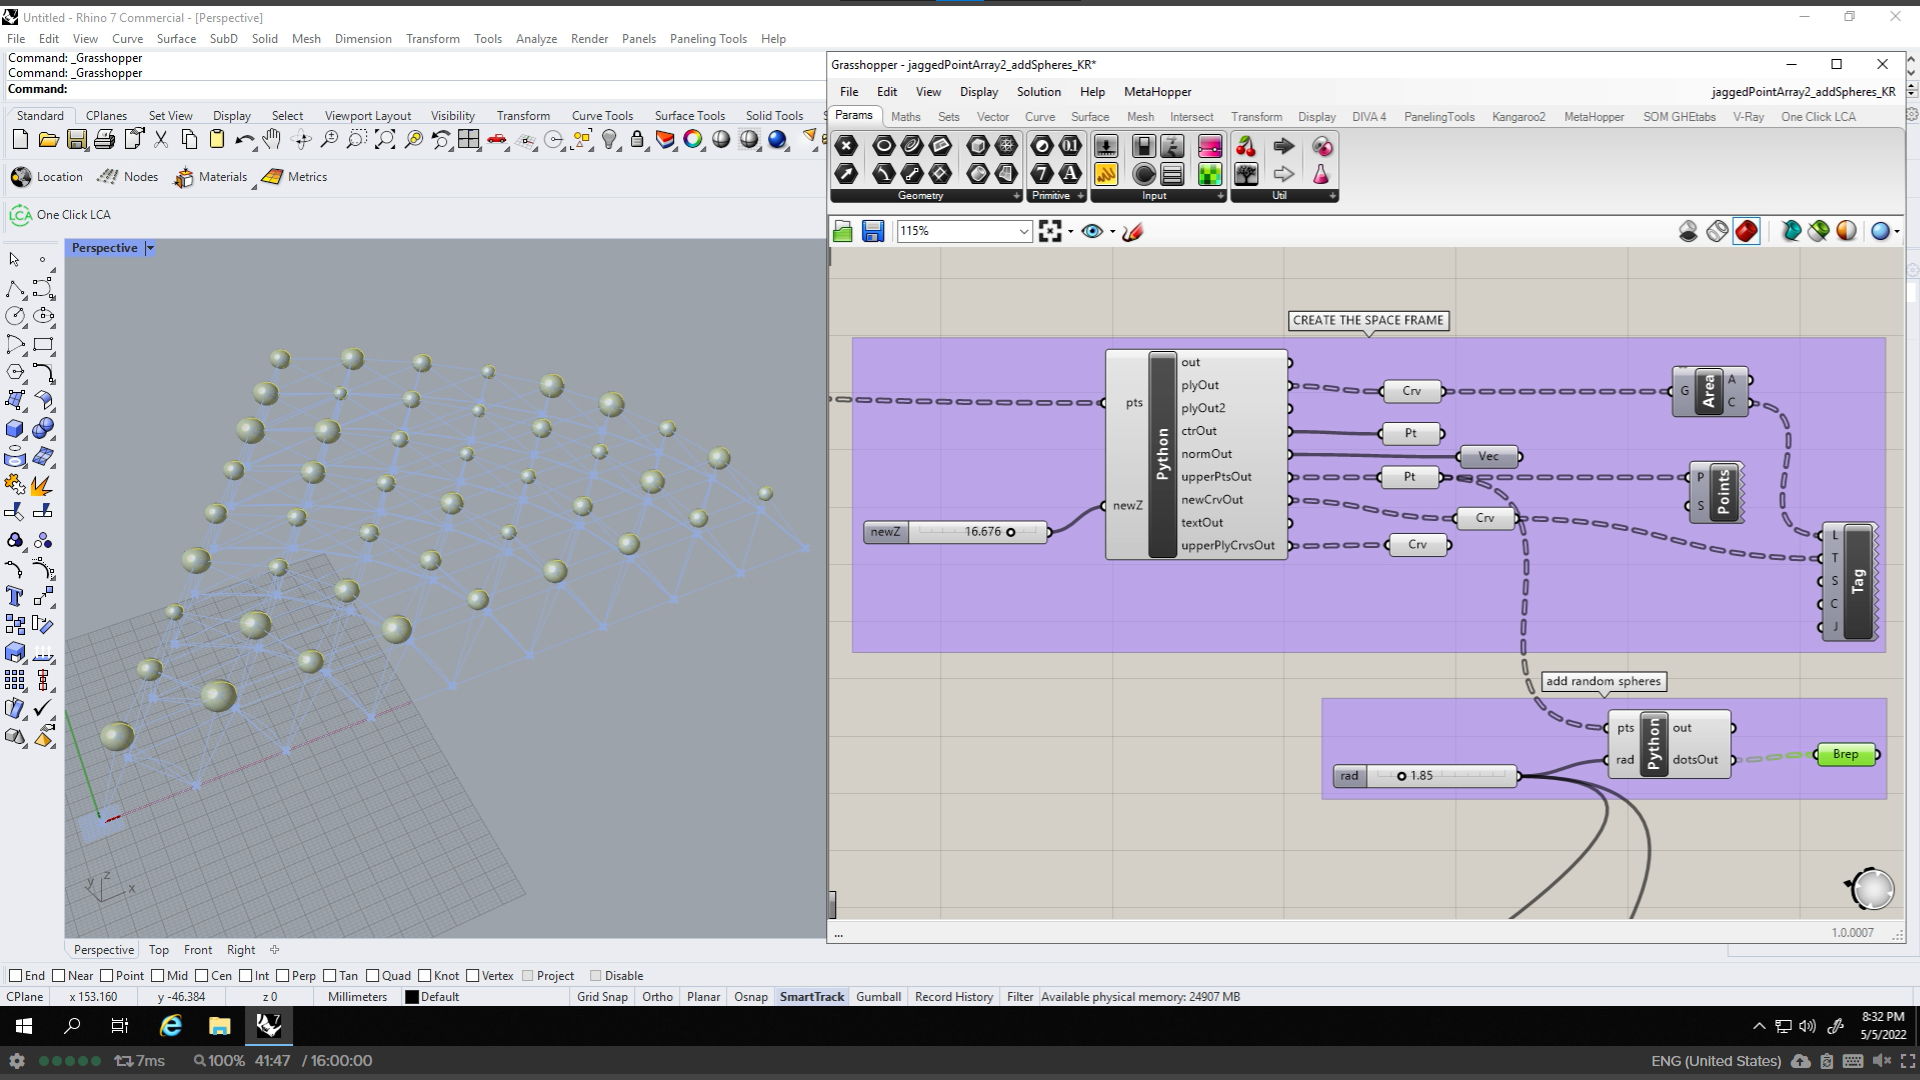 Untitled - Rhino 7 Commercial - [Perspective]
File Edit View Curve Surface SubD Solid Mesh Dimension Transform Tools Analyze Render Panels Paneling Tools Help
Command: _Grasshopper
Command: _Grasshopper
Command:
Standard CPlanes Set View Display Select Viewport Layout Visibility Transform Curve Tools Surface Tools Solid Tools
Location Nodes Materials Metrics
LCA One Click LCA
Perspective
Grasshopper - jaggedPointArray2_addSpheres_KR*
File Edit View Display Solution Help MetaHopper jaggedPointArray2_addSpheres_KR
Params Maths Sets Vector Curve Surface Mesh Intersect Transform Display DIVA 4 PanelingTools Kangaroo2 MetaHopper SOM GHEtabs V-Ray One Click LCA
Geometry Primitive Input Util
115%
CREATE THE SPACE FRAME
pts
newZ
Python
out
plyOut
plyOut2
ctrOut
normOut
upperPtsOut
newCrvOut
textOut
upperPlyCrvsOut
newZ 16.676
Crv
Pt
Vec
Pt
Crv
Crv
G Area A C
P S Points
L T S C J Tag
add random spheres
pts rad Python out dotsOut
Brep
rad 1.85
... 1.0.0007
y z x
Perspective Top Front Right
End Near Point Mid Cen Int Perp Tan Quad Knot Vertex Project Disable
CPlane x 153.160 y -46.384 z 0 Millimeters Default Grid Snap Ortho Planar Osnap SmartTrack Gumball Record History Filter Available physical memory: 24907 MB
8:32 PM
5/5/2022
7ms 100% 41:47 / 16:00:00 ENG (United States)